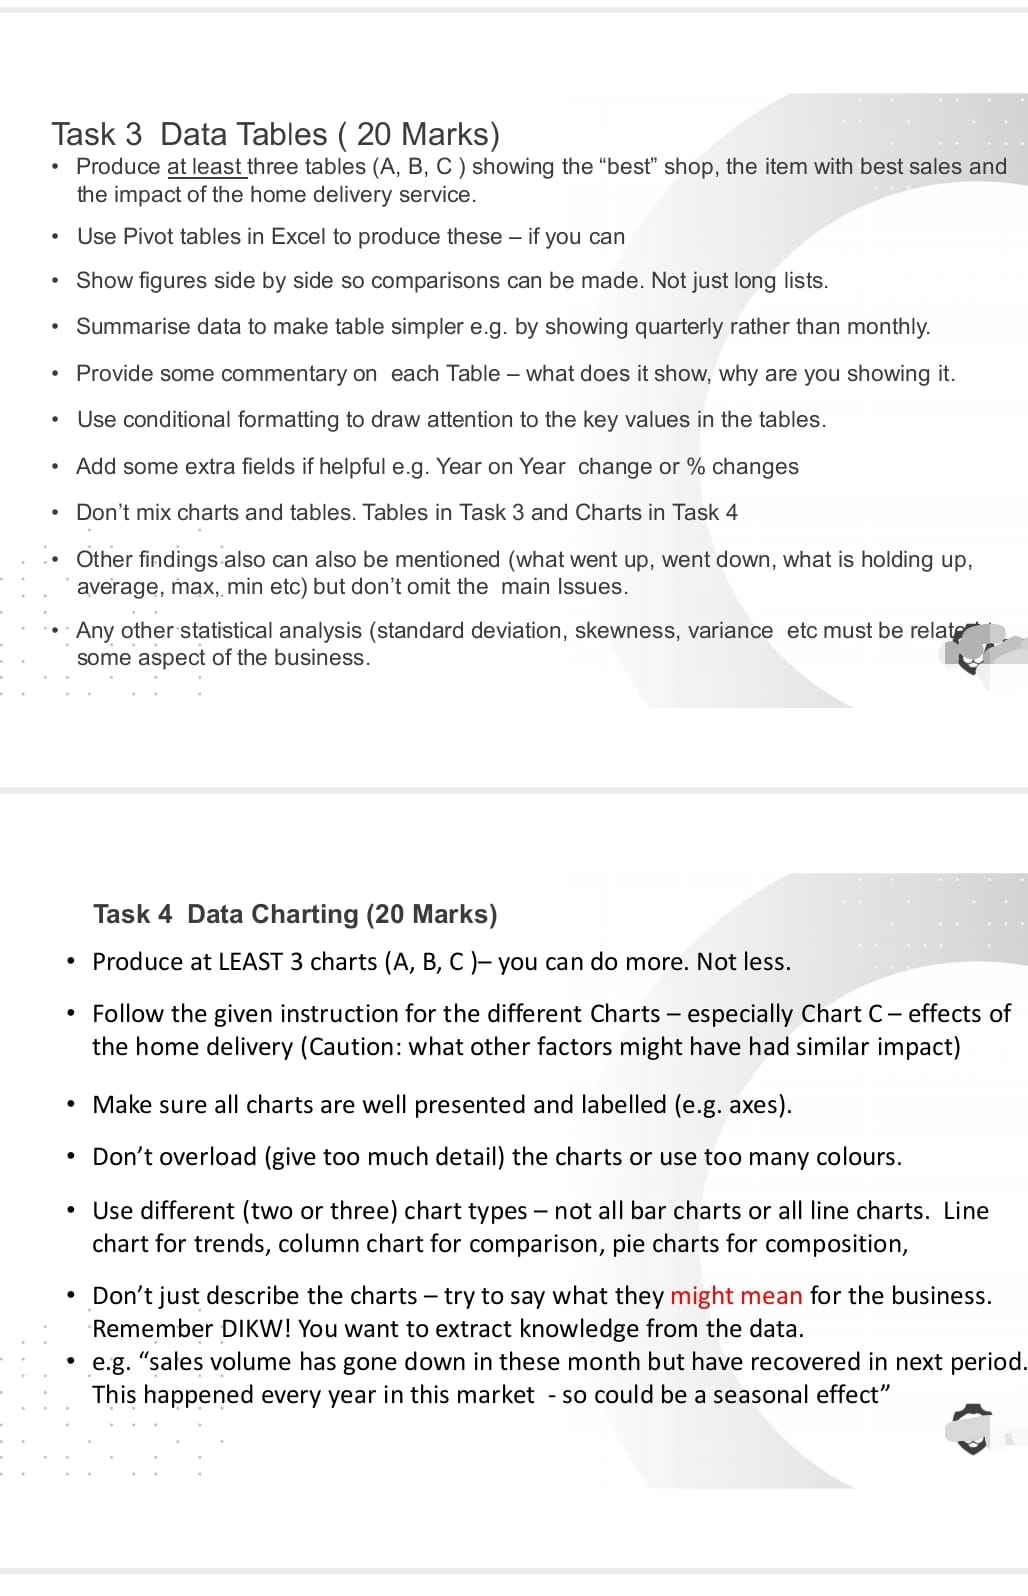 Task 3 Data Tables ( 20 Marks)
• Produce at least three tables (A, B, C ) showing the “best” shop, the item with best sales and
the impact of the home delivery service.
• Use Pivot tables in Excel to produce these – if you can
• Show figures side by side so comparisons can be made. Not just long lists.
• Summarise data to make table simpler e.g. by showing quarterly rather than monthly.
• Provide some commentary on each Table – what does it show, why are you showing it.
• Use conditional formatting to draw attention to the key values in the tables.
• Add some extra fields if helpful e.g. Year on Year change or % changes
• Don’t mix charts and tables. Tables in Task 3 and Charts in Task 4
• Other findings also can also be mentioned (what went up, went down, what is holding up,
average, max, min etc) but don’t omit the main Issues.
• Any other statistical analysis (standard deviation, skewness, variance etc must be
some aspect of the business.
Task 4 Data Charting (20 Marks)
• Produce at LEAST 3 charts (A, B, C )– you can do more. Not less.
• Follow the given instruction for the different Charts – especially Chart C – effects of
the home delivery (Caution: what other factors might have had similar impact)
• Make sure all charts are well presented and labelled (e.g. axes).
• Don’t overload (give too much detail) the charts or use too many colours.
• Use different (two or three) chart types – not all bar charts or all line charts. Line
chart for trends, column chart for comparison, pie charts for composition,
• Don’t just describe the charts – try to say what they might mean for the business.
Remember DIKW! You want to extract knowledge from the data.
• e.g. “sales volume has gone down in these month but have recovered in next period.
This happened every year in this market - so could be a seasonal effect”